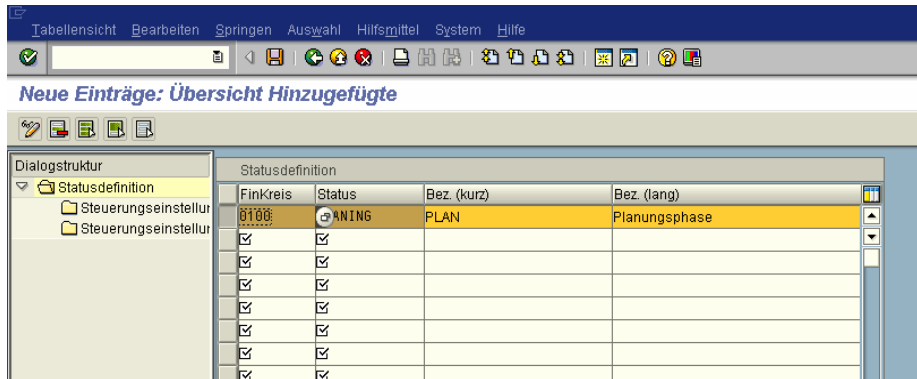 Tabellensicht Bearbeiten Springen Auswahl Hilfsmittel System Hilfe
Neue Einträge: Übersicht Hinzugefügte
Dialogstruktur
Statusdefinition
Steuerungseinstellur
Steuerungseinstellur
Statusdefinition
FinKreis Status Bez. (kurz) Bez. (lang)
0100 ANING PLAN Planungsphase